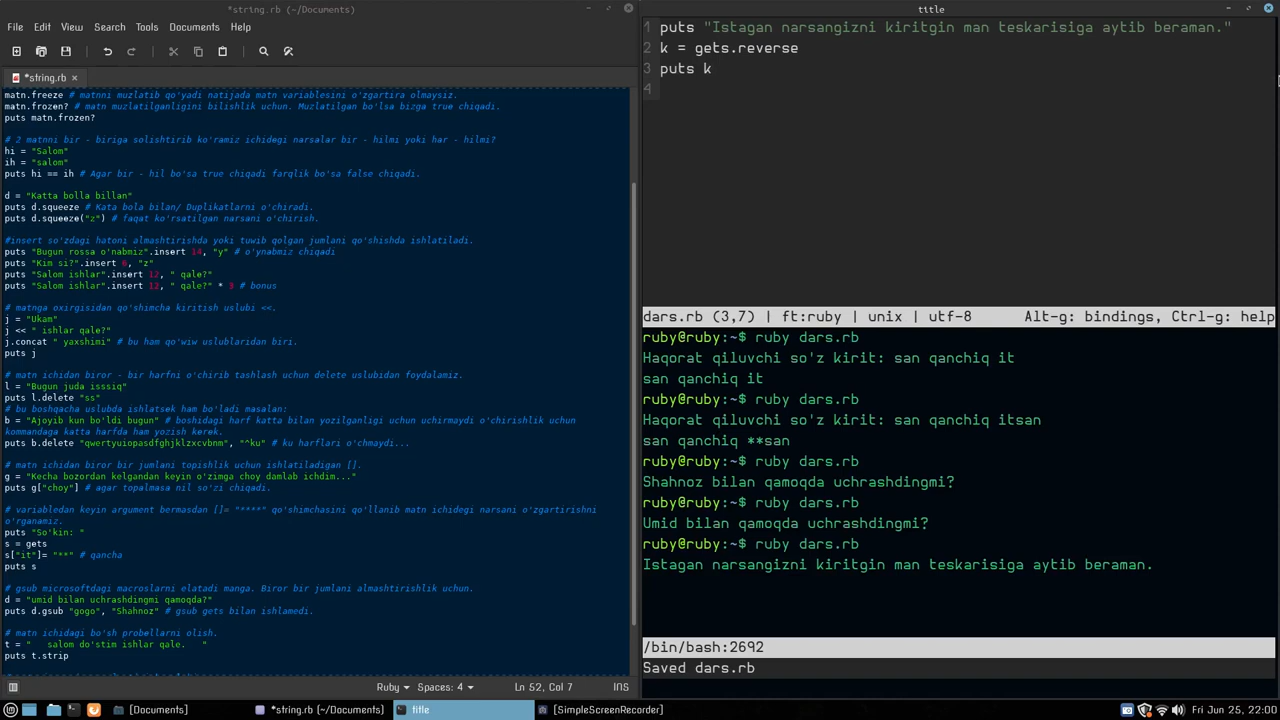 *string.rb (~/Documents)
File Edit View Search Tools Documents Help
*string.rb ×
matn.freeze # matnni muzlatib qo'yadi natijada matn variablesini o'zgartira olmaysiz.
matn.frozen? # matn muzlatilganligini bilishlik uchun. Muzlatilgan bo'lsa bizga true chiqadi.
puts matn.frozen?
# 2 matnni bir - biriga solishtirib ko'ramiz ichidegi narsalar bir - hilmi yoki har - hilmi?
hi = "Salom"
ih = "salom"
puts hi == ih # Agar bir - hil bo'sa true chiqadi farqlik bo'sa false chiqadi.
d = "Katta bolla billan"
puts d.squeeze # Kata bola bilan/ Duplikatlarni o'chiradi.
puts d.squeeze("z") # faqat ko'rsatilgan narsani o'chirish.
#insert so'zdagi hatoni almashtirishda yoki tuwib qolgan jumlani qo'shishda ishlatiladi.
puts "Bugun rossa o'nabmiz".insert 14, "y" # o'ynabmiz chiqadi
puts "Kim si?".insert 6, "z"
puts "Salom ishlar".insert 12, " qale?"
puts "Salom ishlar".insert 12, " qale?" * 3 # bonus
# matnga oxirgisidan qo'shimcha kiritish uslubi <<.
j = "Ukam"
j << " ishlar qale?"
j.concat " yaxshimi" # bu ham qo'wiw uslublaridan biri.
puts j
# matn ichidan biror - bir harfni o'chirib tashlash uchun delete uslubidan foydalamiz.
l = "Bugun juda isssiq"
puts l.delete "ss"
# bu boshqacha uslubda ishlatsek ham bo'ladi masalan:
b = "Ajoyib kun bo'ldi bugun" # boshidagi harf katta bilan yozilganligi uchun uchirmaydi o'chirishlik uchun
kommandaga katta harfda ham yozish kerek.
puts b.delete "qwertyuiopasdfghjklzxcvbnm", "^ku" # ku harflari o'chmaydi...
# matn ichidan biror bir jumlani topishlik uchun ishlatiladigan [].
g = "Kecha bozordan kelgandan keyin o'zimga choy damlab ichdim..."
puts g["choy"] # agar topalmasa nil so'zi chiqadi.
# variabledan keyin argument bermasdan []= "****" qo'shimchasini qo'llanib matn ichidegi narsani o'zgartirishni
o'rganamiz.
puts "So'kin: "
s = gets
s["it"]= "**" # qancha
puts s
# gsub microsoftdagi macroslarni elatadi manga. Biror bir jumlani almashtirishlik uchun.
d = "umid bilan uchrashdingmi qamoqda?"
puts d.gsub "gogo", "Shahnoz" # gsub gets bilan ishlamedi.
# matn ichidagi bo'sh probellarni olish.
t = "   salom do'stim ishlar qale.   "
puts t.strip
Ruby Spaces: 4 Ln 52, Col 7 INS
title
1 puts "Istagan narsangizni kiritgin man teskarisiga aytib beraman."
2 k = gets.reverse
3 puts k
4
dars.rb (3,7) | ft:ruby | unix | utf-8 Alt-g: bindings, Ctrl-g: help
ruby@ruby:~$ ruby dars.rb
Haqorat qiluvchi so'z kirit: san qanchiq it
san qanchiq it
ruby@ruby:~$ ruby dars.rb
Haqorat qiluvchi so'z kirit: san qanchiq itsan
san qanchiq **san
ruby@ruby:~$ ruby dars.rb
Shahnoz bilan qamoqda uchrashdingmi?
ruby@ruby:~$ ruby dars.rb
Umid bilan qamoqda uchrashdingmi?
ruby@ruby:~$ ruby dars.rb
Istagan narsangizni kiritgin man teskarisiga aytib beraman.
/bin/bash:2692
Saved dars.rb
[Documents] *string.rb (~/Documents) title [SimpleScreenRecorder] Fri Jun 25, 22:00